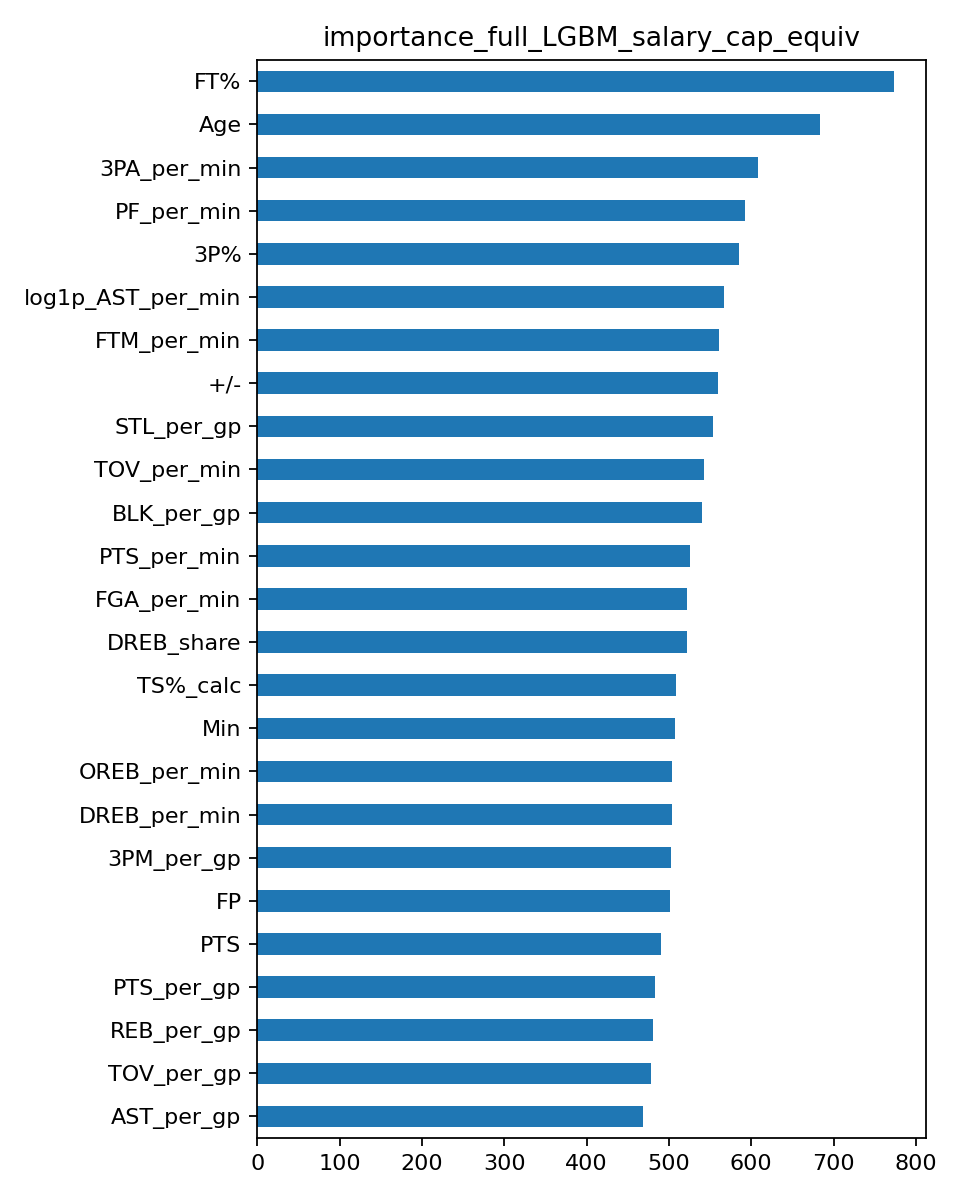 importance_full_LGBM_salary_cap_equiv
FT%
Age
3PA_per_min
PF_per_min
3P%
log1p_AST_per_min
FTM_per_min
+/-
STL_per_gp
TOV_per_min
BLK_per_gp
PTS_per_min
FGA_per_min
DREB_share
TS%_calc
Min
OREB_per_min
DREB_per_min
3PM_per_gp
FP
PTS
PTS_per_gp
REB_per_gp
TOV_per_gp
AST_per_gp
0 100 200 300 400 500 600 700 800